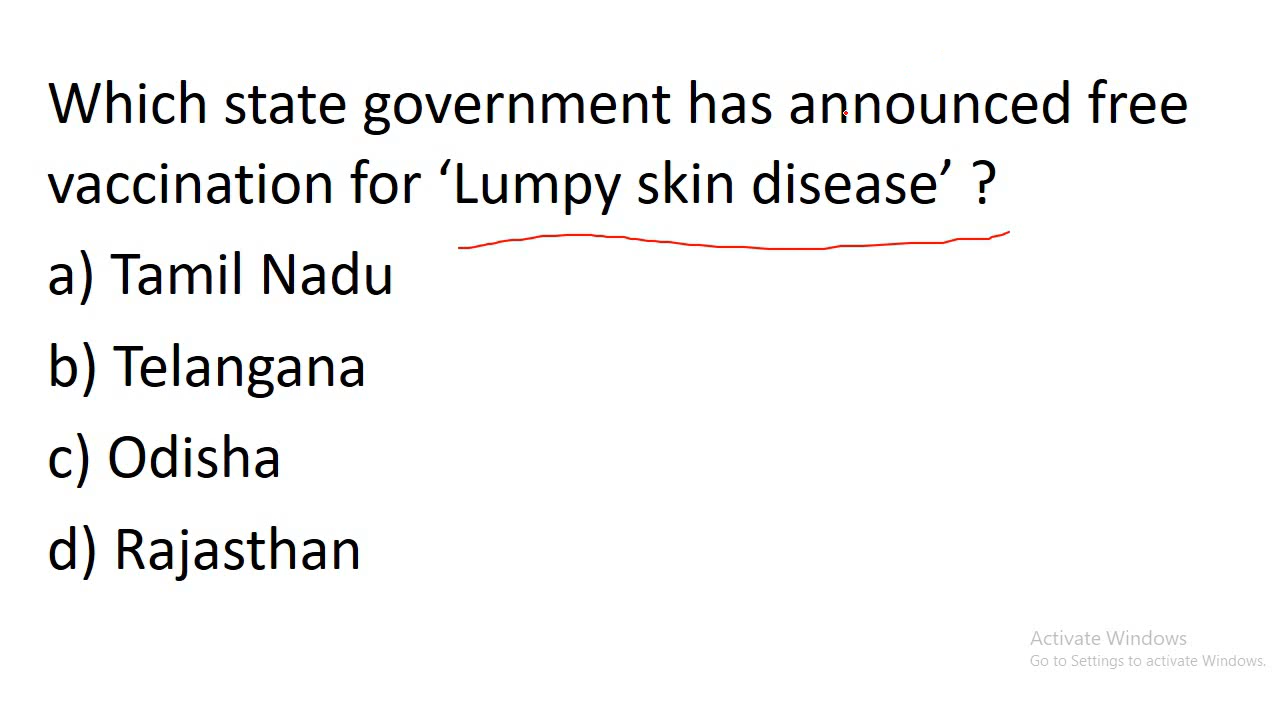 Which state government has announced free
vaccination for ‘Lumpy skin disease’ ?
a) Tamil Nadu
b) Telangana
c) Odisha
d) Rajasthan
Activate Windows
Go to Settings to activate Windows.